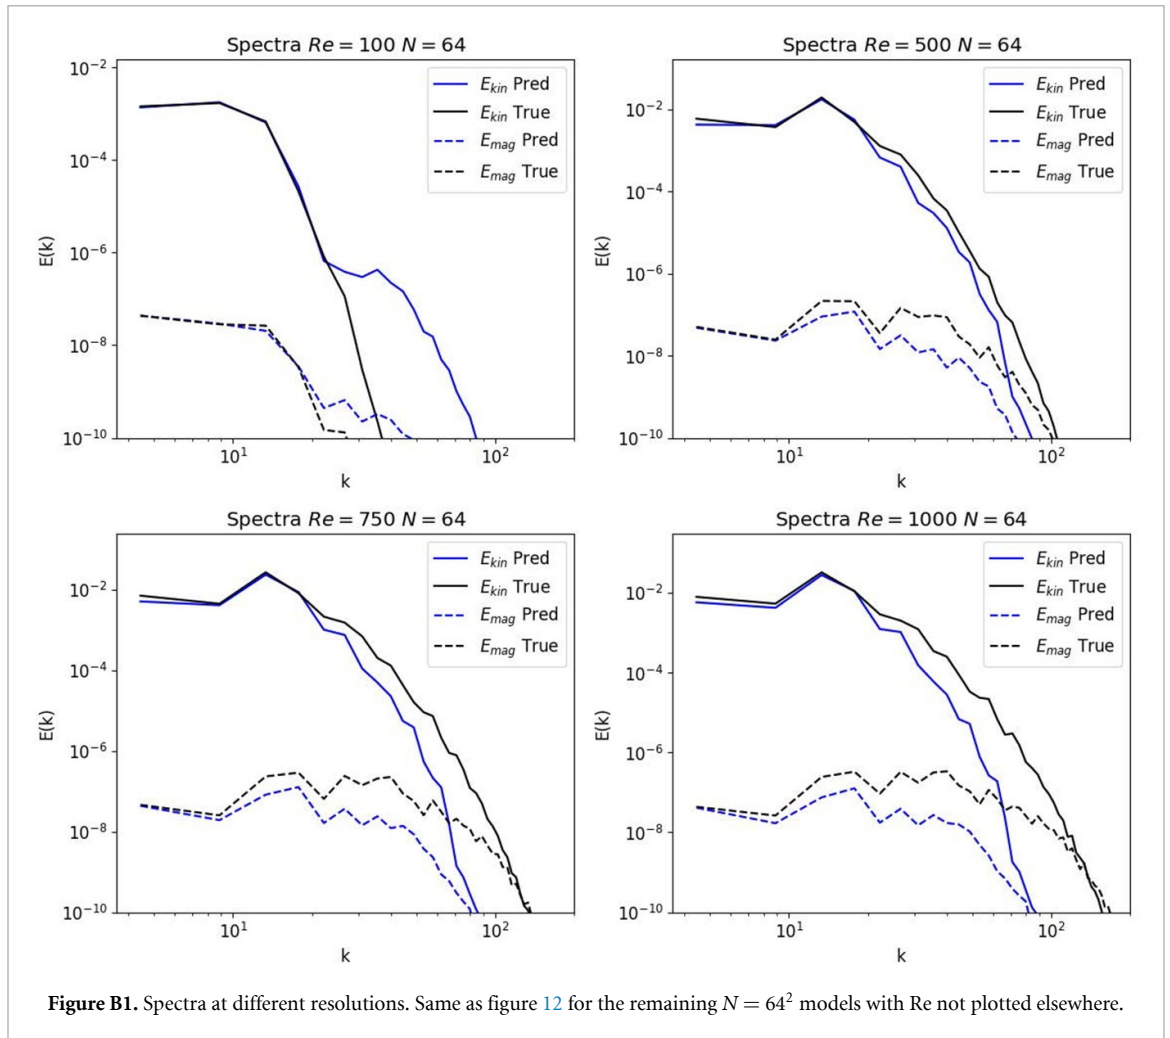 Spectra Re = 100 N = 64
E_kin Pred
E_kin True
E_mag Pred
E_mag True
10^-2
10^-4
10^-6
10^-8
10^-10
E(k)
10^1
10^2
k
Spectra Re = 500 N = 64
E_kin Pred
E_kin True
E_mag Pred
E_mag True
10^-2
10^-4
10^-6
10^-8
10^-10
E(k)
10^1
10^2
k
Spectra Re = 750 N = 64
E_kin Pred
E_kin True
E_mag Pred
E_mag True
10^-2
10^-4
10^-6
10^-8
10^-10
E(k)
10^1
10^2
k
Spectra Re = 1000 N = 64
E_kin Pred
E_kin True
E_mag Pred
E_mag True
10^-2
10^-4
10^-6
10^-8
10^-10
E(k)
10^1
10^2
k
Figure B1. Spectra at different resolutions. Same as figure 12 for the remaining N = 64² models with Re not plotted elsewhere.